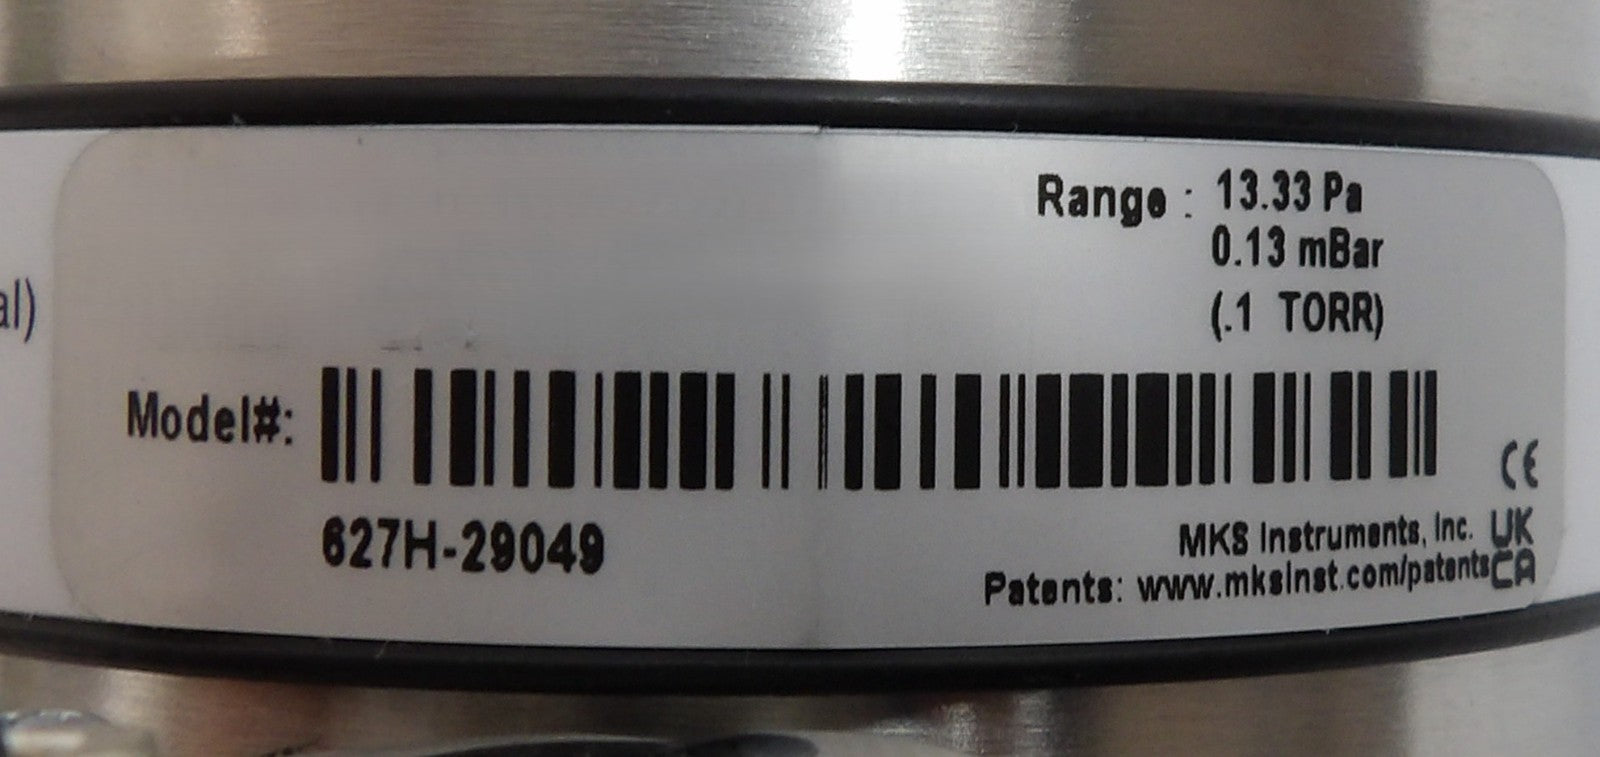 Range : 13.33 Pa
0.13 mBar
(.1 TORR)
al)
Model#:
627H-29049
CE
MKS Instruments, Inc.
UK
CA
Patents: www.mksinst.com/patents